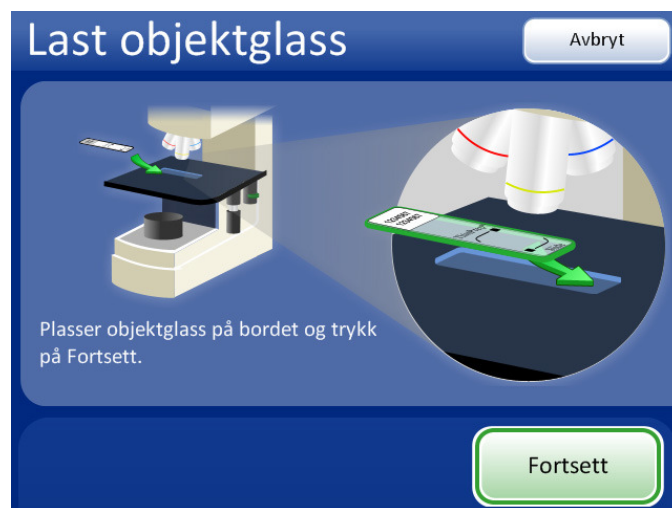 Last objektglass
Avbryt
Plasser objektglass på bordet og trykk
på Fortsett.
Fortsett